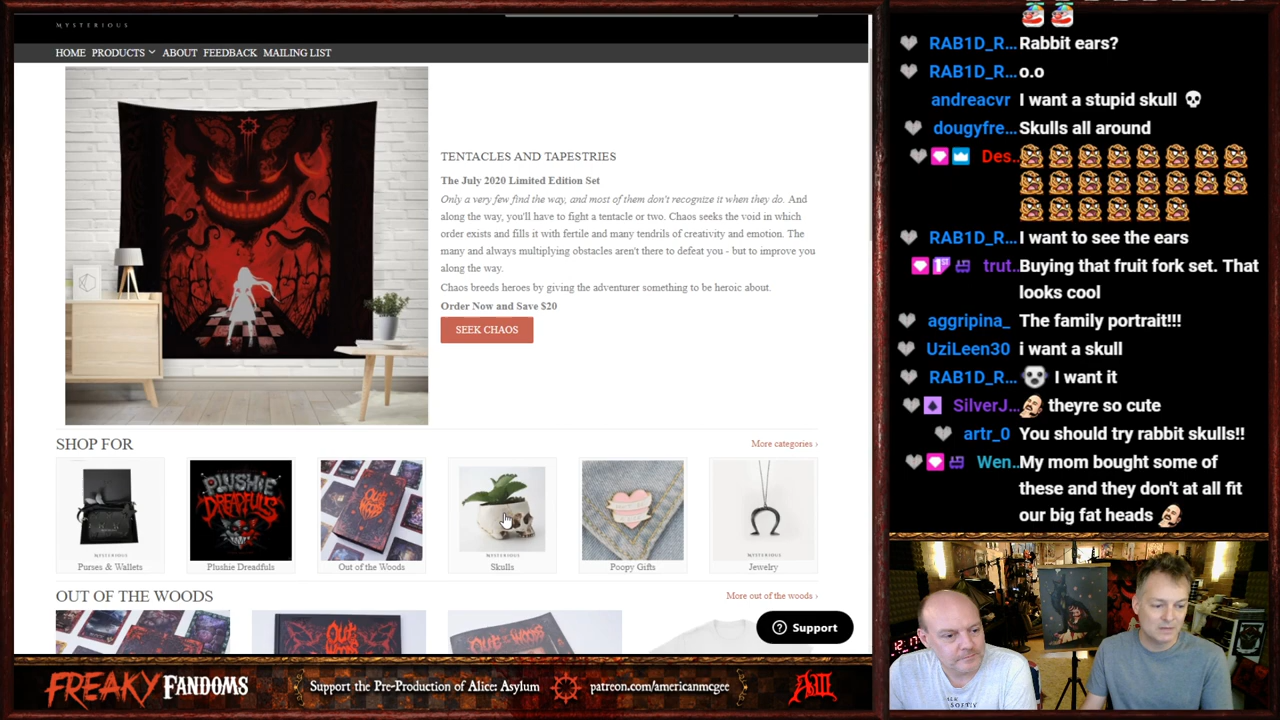 MYSTERIOUS
HOME PRODUCTS ABOUT FEEDBACK MAILING LIST
TENTACLES AND TAPESTRIES
The July 2020 Limited Edition Set
Only a very few find the way, and most of them don't recognize it when they do. And
along the way, you'll have to fight a tentacle or two. Chaos seeks the void in which
order exists and fills it with fertile and many tendrils of creativity and emotion. The
many and always multiplying obstacles aren't there to defeat you - but to improve you
along the way.
Chaos breeds heroes by giving the adventurer something to be heroic about.
Order Now and Save $20
SEEK CHAOS
SHOP FOR
More categories ›
PLUSHIE
DREADFULS
OUT
OF THE
WOODS
MYSTERIOUS
MYSTERIOUS
MYSTERIOUS
Purses & Wallets
Plushie Dreadfuls
Out of the Woods
Skulls
Poopy Gifts
Jewelry
OUT OF THE WOODS
More out of the woods ›
Support
FREAKY FANDOMS
Support the Pre-Production of Alice: Asylum
patreon.com/americanmcgee
RAB1D_R... Rabbit ears?
RAB1D_R... o.o
andreacvr I want a stupid skull
dougyfre... Skulls all around
Des..
RAB1D_R... I want to see the ears
trut.. Buying that fruit fork set. That
looks cool
aggripina_ The family portrait!!!
UziLeen30 i want a skull
RAB1D_R... I want it
SilverJ... theyre so cute
artr_0 You should try rabbit skulls!!
Wen.. My mom bought some of
these and they don't at all fit
our big fat heads